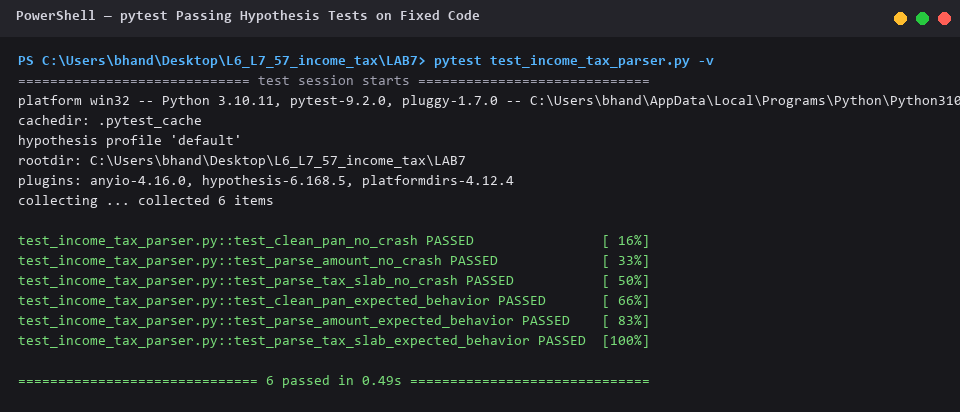 PowerShell — pytest Passing Hypothesis Tests on Fixed Code
PS C:\Users\bhand\Desktop\L6_L7_57_income_tax\LAB7> pytest test_income_tax_parser.py -v
============================= test session starts =============================
platform win32 -- Python 3.10.11, pytest-9.2.0, pluggy-1.7.0 -- C:\Users\bhand\AppData\Local\Programs\Python\Python310
cachedir: .pytest_cache
hypothesis profile 'default'
rootdir: C:\Users\bhand\Desktop\L6_L7_57_income_tax\LAB7
plugins: anyio-4.16.0, hypothesis-6.168.5, platformdirs-4.12.4
collecting ... collected 6 items
test_income_tax_parser.py::test_clean_pan_no_crash PASSED                [ 16%]
test_income_tax_parser.py::test_parse_amount_no_crash PASSED             [ 33%]
test_income_tax_parser.py::test_parse_tax_slab_no_crash PASSED           [ 50%]
test_income_tax_parser.py::test_clean_pan_expected_behavior PASSED       [ 66%]
test_income_tax_parser.py::test_parse_amount_expected_behavior PASSED    [ 83%]
test_income_tax_parser.py::test_parse_tax_slab_expected_behavior PASSED  [100%]
============================== 6 passed in 0.49s ==============================